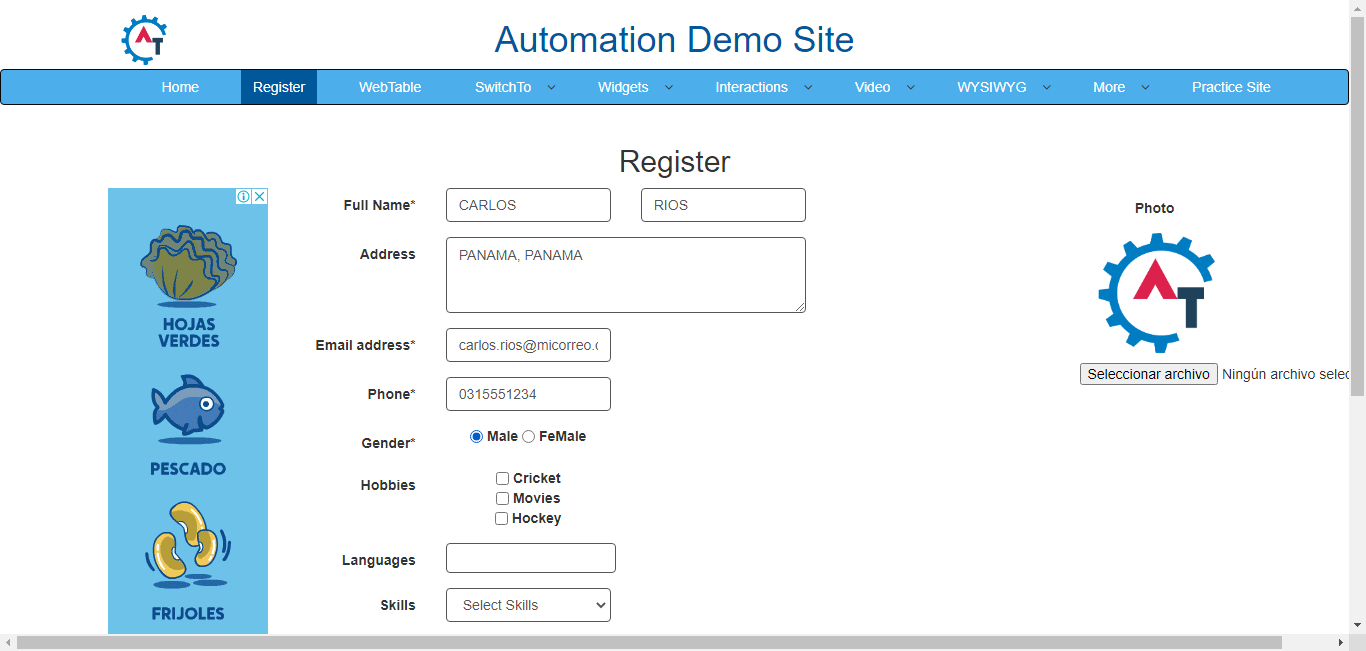 AT
Automation Demo Site
Home Register WebTable SwitchTo Widgets Interactions Video WYSIWYG More Practice Site
Register
Full Name* CARLOS RIOS
Photo
Address PANAMA, PANAMA
AT
HOJAS
VERDES
Email address* carlos.rios@micorreo.
Seleccionar archivo Ningún archivo selec
Phone* 0315551234
Gender* Male FeMale
PESCADO
Hobbies Cricket
Movies
Hockey
Languages
Skills Select Skills
FRIJOLES